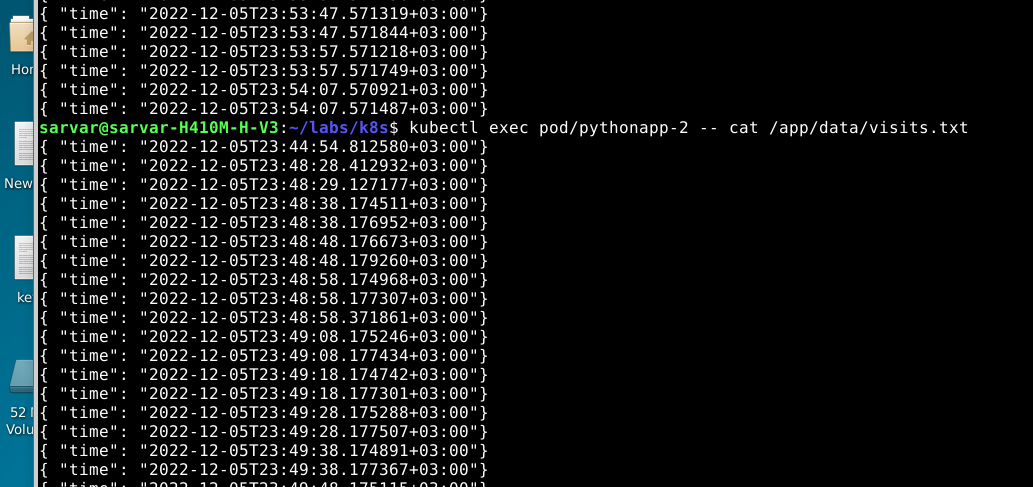 { "time": "2022-12-05T23:53:47.571319+03:00"}
{ "time": "2022-12-05T23:53:47.571844+03:00"}
{ "time": "2022-12-05T23:53:57.571218+03:00"}
{ "time": "2022-12-05T23:53:57.571749+03:00"}
{ "time": "2022-12-05T23:54:07.570921+03:00"}
{ "time": "2022-12-05T23:54:07.571487+03:00"}
sarvar@sarvar-H410M-H-V3:~/labs/k8s$ kubectl exec pod/pythonapp-2 -- cat /app/data/visits.txt
{ "time": "2022-12-05T23:44:54.812580+03:00"}
{ "time": "2022-12-05T23:48:28.412932+03:00"}
{ "time": "2022-12-05T23:48:29.127177+03:00"}
{ "time": "2022-12-05T23:48:38.174511+03:00"}
{ "time": "2022-12-05T23:48:38.176952+03:00"}
{ "time": "2022-12-05T23:48:48.176673+03:00"}
{ "time": "2022-12-05T23:48:48.179260+03:00"}
{ "time": "2022-12-05T23:48:58.174968+03:00"}
{ "time": "2022-12-05T23:48:58.177307+03:00"}
{ "time": "2022-12-05T23:48:58.371861+03:00"}
{ "time": "2022-12-05T23:49:08.175246+03:00"}
{ "time": "2022-12-05T23:49:08.177434+03:00"}
{ "time": "2022-12-05T23:49:18.174742+03:00"}
{ "time": "2022-12-05T23:49:18.177301+03:00"}
{ "time": "2022-12-05T23:49:28.175288+03:00"}
{ "time": "2022-12-05T23:49:28.177507+03:00"}
{ "time": "2022-12-05T23:49:38.174891+03:00"}
{ "time": "2022-12-05T23:49:38.177367+03:00"}
{ "time": "2022-12-05T23:49:48.175115+03:00"}
Hor
New
ke
52
Volu